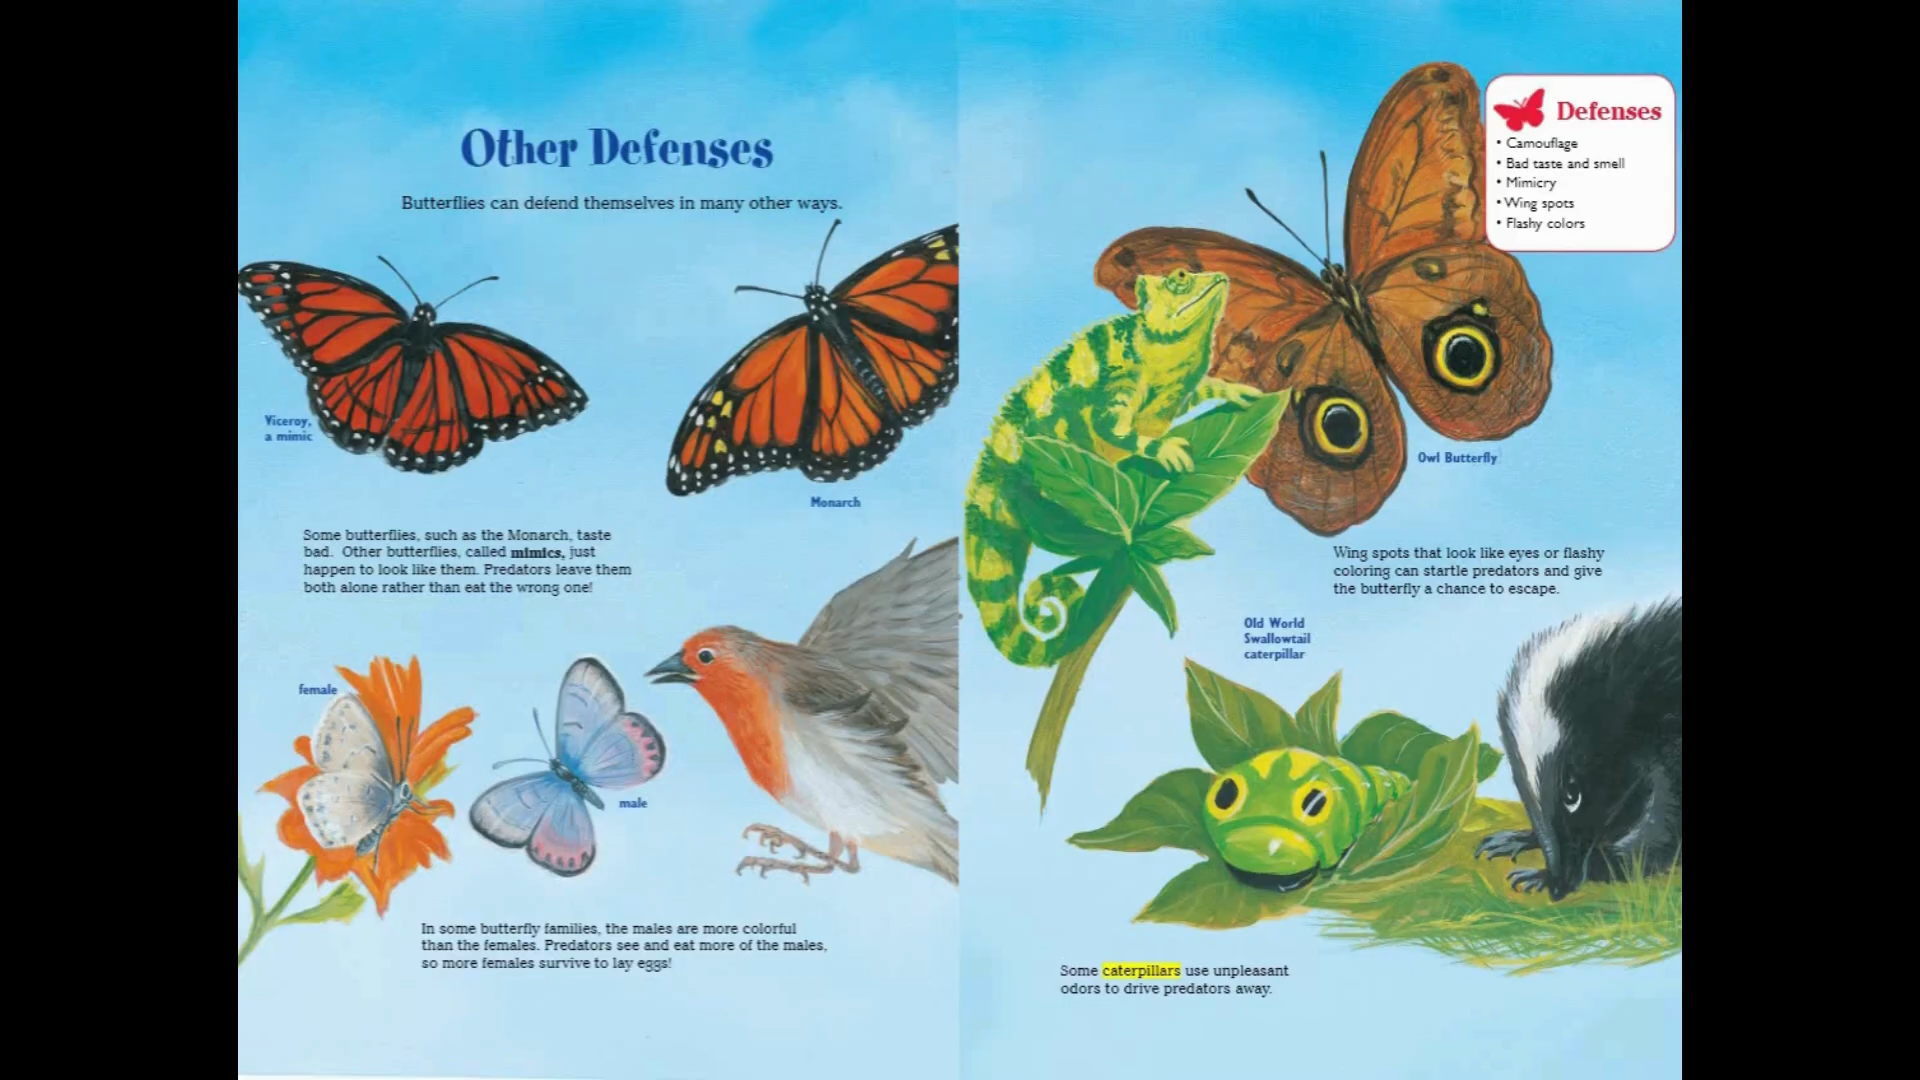 Other Defenses
Butterflies can defend themselves in many other ways.
Viceroy,
a mimic
Monarch
Some butterflies, such as the Monarch, taste
bad. Other butterflies, called mimics, just
happen to look like them. Predators leave them
both alone rather than eat the wrong one!
female
male
In some butterfly families, the males are more colorful
than the females. Predators see and eat more of the males,
so more females survive to lay eggs!
Defenses
• Camouflage
• Bad taste and smell
• Mimicry
• Wing spots
• Flashy colors
Owl Butterfly
Wing spots that look like eyes or flashy
coloring can startle predators and give
the butterfly a chance to escape.
Old World
Swallowtail
caterpillar
Some caterpillars use unpleasant
odors to drive predators away.